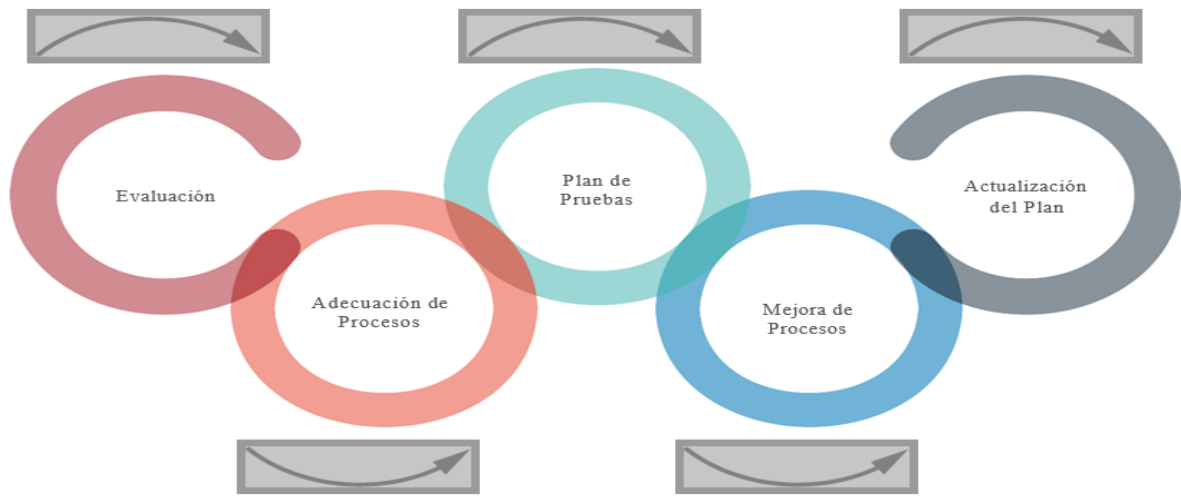 Evaluación
Adecuación de
Procesos
Plan de
Pruebas
Mejora de
Procesos
Actualización
del Plan